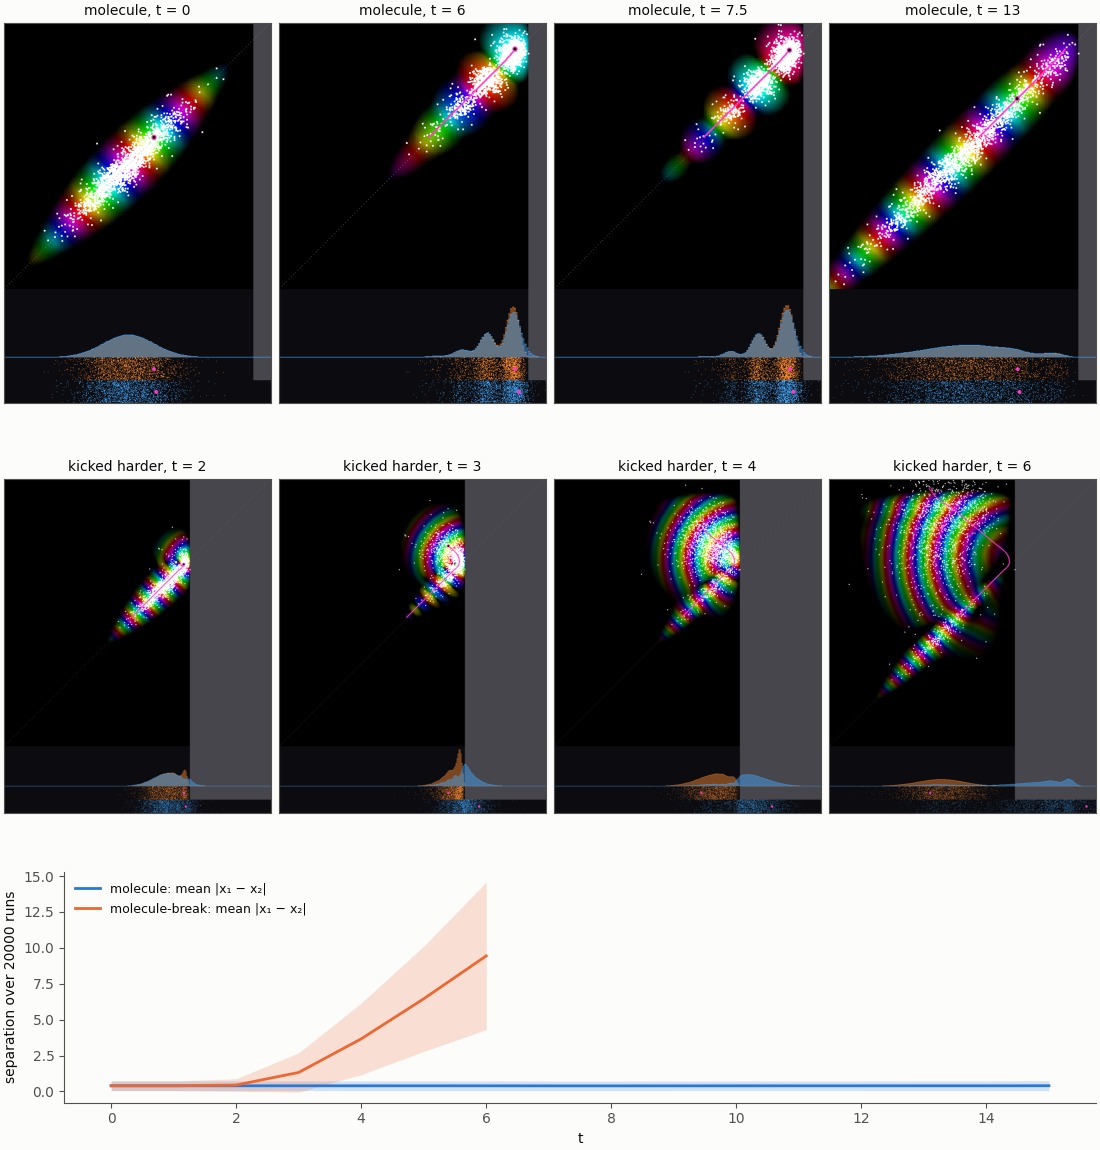 molecule, t = 0
molecule, t = 6
molecule, t = 7.5
molecule, t = 13
kicked harder, t = 2
kicked harder, t = 3
kicked harder, t = 4
kicked harder, t = 6
separation over 20000 runs
15.0
12.5
10.0
7.5
5.0
2.5
0.0
molecule: mean |x₁ − x₂|
molecule-break: mean |x₁ − x₂|
0 2 4 6 8 10 12 14
t